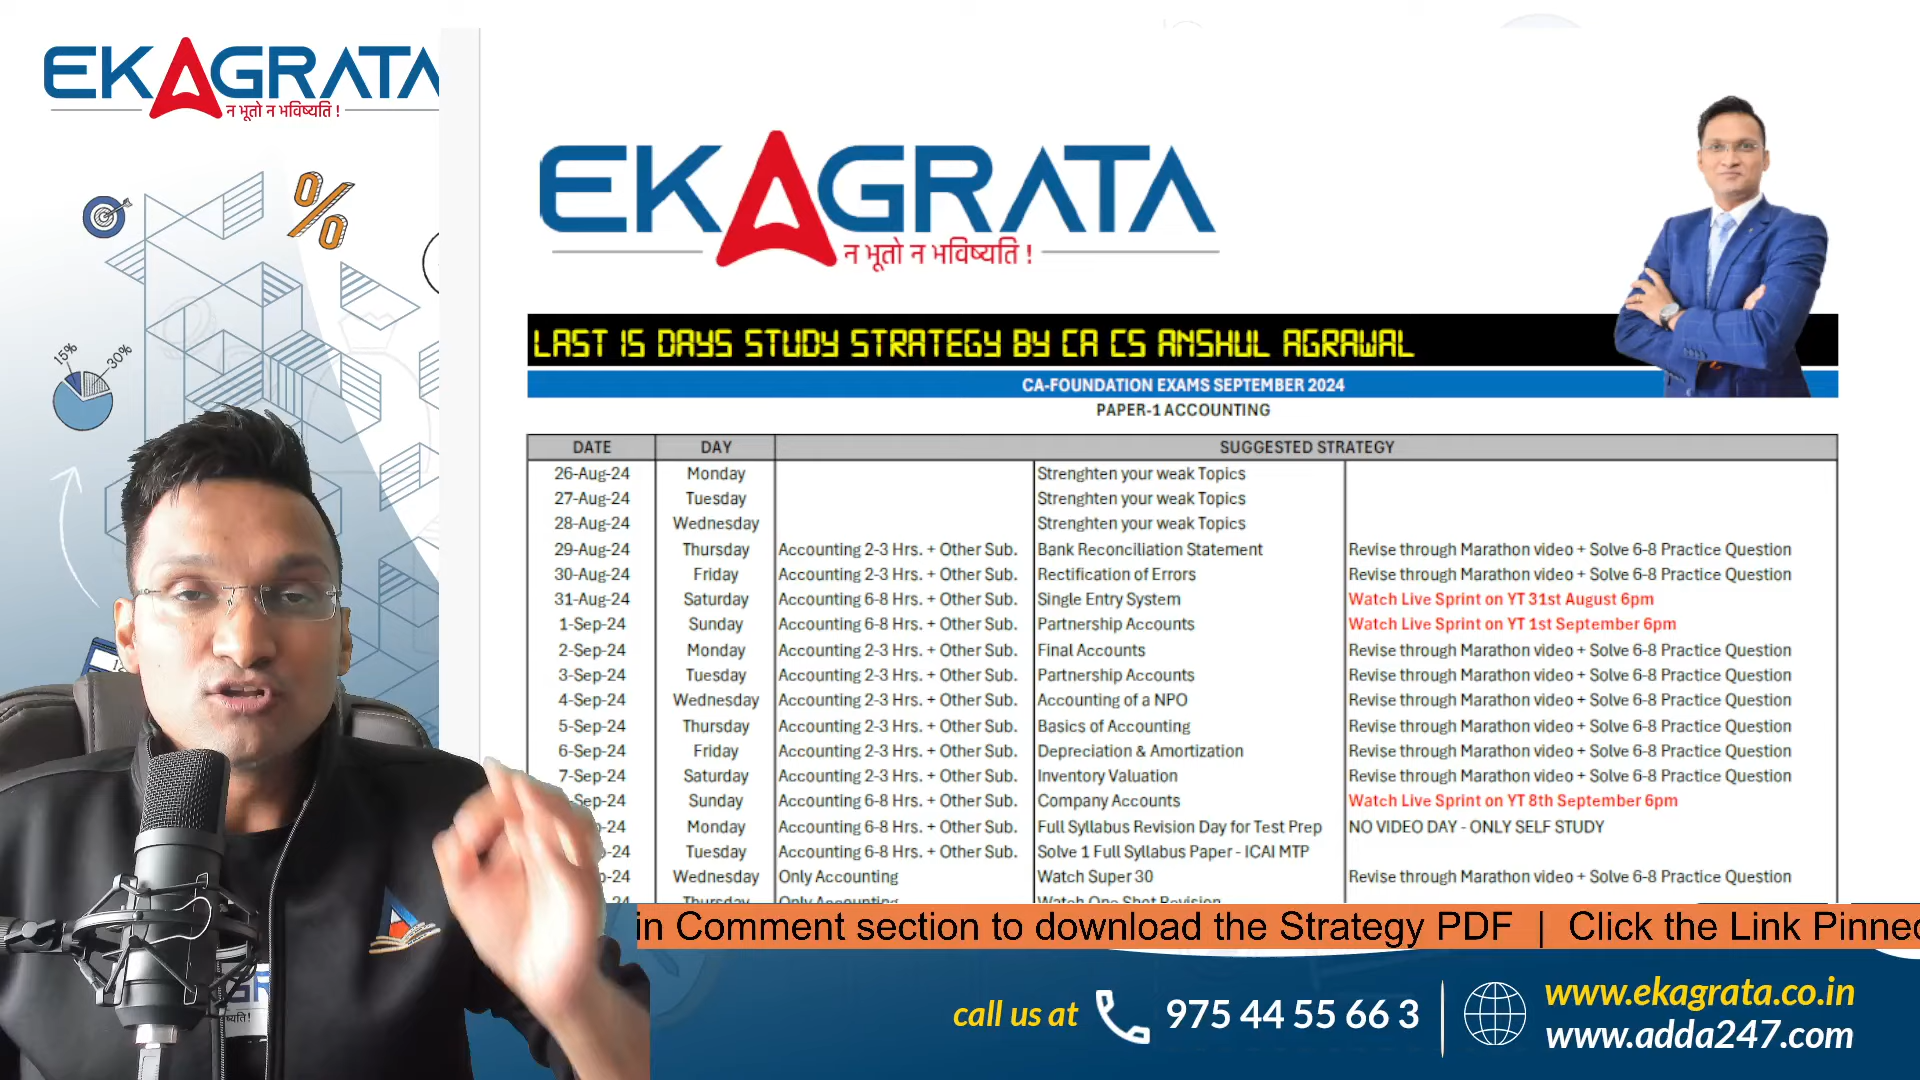 EKAGRATA
न भूतो न भविष्यति !
15%
30%
%
EKAGRATA
न भूतो न भविष्यति !
LAST 15 DAYS STUDY STRATEGY BY CA CS ANSHUL AGRAWAL
CA-FOUNDATION EXAMS SEPTEMBER 2024
PAPER-1 ACCOUNTING
DATE DAY SUGGESTED STRATEGY
26-Aug-24 Monday Strenghten your weak Topics
27-Aug-24 Tuesday Strenghten your weak Topics
28-Aug-24 Wednesday Strenghten your weak Topics
29-Aug-24 Thursday Accounting 2-3 Hrs. + Other Sub. Bank Reconciliation Statement Revise through Marathon video + Solve 6-8 Practice Question
30-Aug-24 Friday Accounting 2-3 Hrs. + Other Sub. Rectification of Errors Revise through Marathon video + Solve 6-8 Practice Question
31-Aug-24 Saturday Accounting 6-8 Hrs. + Other Sub. Single Entry System Watch Live Sprint on YT 31st August 6pm
1-Sep-24 Sunday Accounting 6-8 Hrs. + Other Sub. Partnership Accounts Watch Live Sprint on YT 1st September 6pm
2-Sep-24 Monday Accounting 2-3 Hrs. + Other Sub. Final Accounts Revise through Marathon video + Solve 6-8 Practice Question
3-Sep-24 Tuesday Accounting 2-3 Hrs. + Other Sub. Partnership Accounts Revise through Marathon video + Solve 6-8 Practice Question
4-Sep-24 Wednesday Accounting 2-3 Hrs. + Other Sub. Accounting of a NPO Revise through Marathon video + Solve 6-8 Practice Question
5-Sep-24 Thursday Accounting 2-3 Hrs. + Other Sub. Basics of Accounting Revise through Marathon video + Solve 6-8 Practice Question
6-Sep-24 Friday Accounting 2-3 Hrs. + Other Sub. Depreciation & Amortization Revise through Marathon video + Solve 6-8 Practice Question
7-Sep-24 Saturday Accounting 2-3 Hrs. + Other Sub. Inventory Valuation Revise through Marathon video + Solve 6-8 Practice Question
-Sep-24 Sunday Accounting 6-8 Hrs. + Other Sub. Company Accounts Watch Live Sprint on YT 8th September 6pm
-24 Monday Accounting 6-8 Hrs. + Other Sub. Full Syllabus Revision Day for Test Prep NO VIDEO DAY - ONLY SELF STUDY
-24 Tuesday Accounting 6-8 Hrs. + Other Sub. Solve 1 Full Syllabus Paper - ICAI MTP
-24 Wednesday Only Accounting Watch Super 30 Revise through Marathon video + Solve 6-8 Practice Question
24 Thursday Only Accounting Watch One Shot Revision
in Comment section to download the Strategy PDF | Click the Link Pinned
call us at 975 44 55 66 3
www.ekagrata.co.in
www.adda247.com